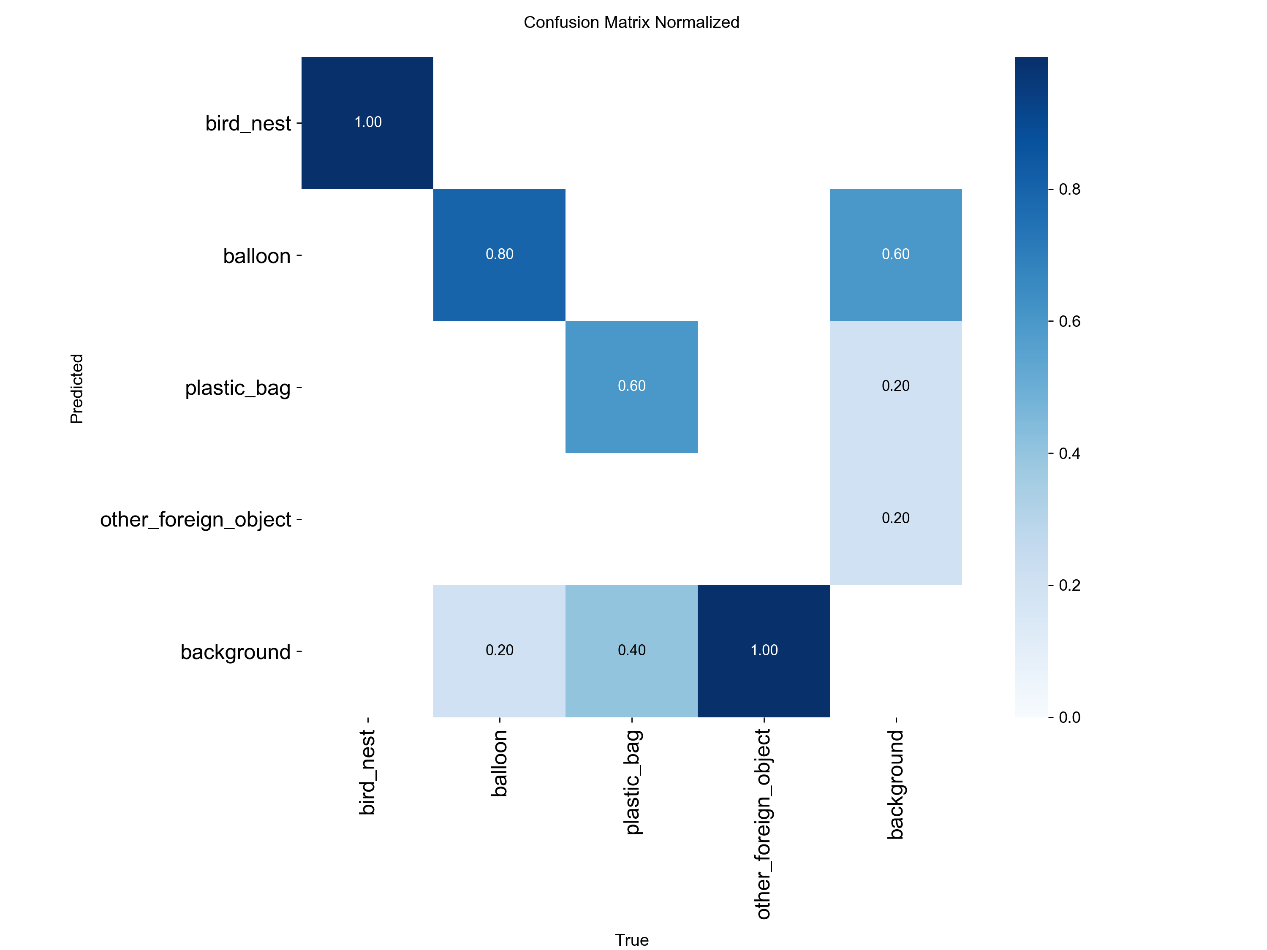 Confusion Matrix Normalized
bird_nest
1.00
balloon
0.80
0.60
0.8
plastic_bag
0.60
0.20
0.6
other_foreign_object
0.20
0.4
background
0.20
0.40
1.00
0.2
0.0
Predicted
bird_nest
balloon
plastic_bag
other_foreign_object
background
True